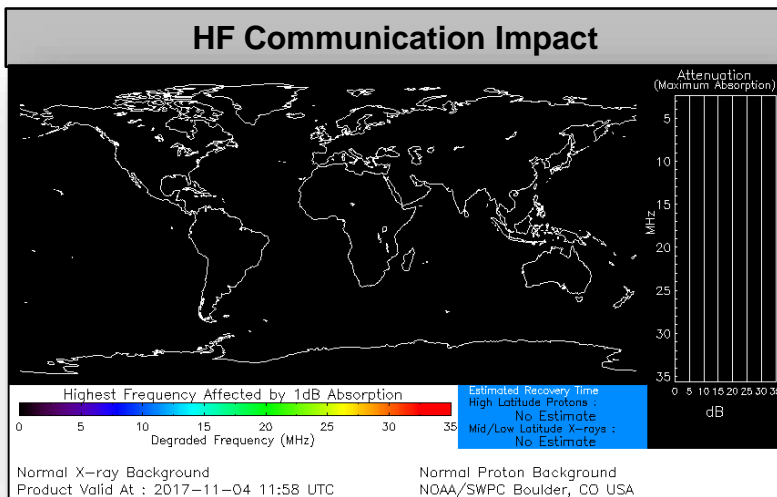 HF Communication Impact
Attenuation
(Maximum Absorption)
5
10
15
20
25
30
35
MHz
0 5 10 15 20 25 30 35
dB
Highest Frequency Affected by 1dB Absorption
0 5 10 15 20 25 30 35
Degraded Frequency (MHz)
Estimated Recovery Time
High Latitude Protons :
No Estimate
Mid/Low Latitude X-rays :
No Estimate
Normal X-ray Background
Normal Proton Background
Product Valid At : 2017-11-04 11:58 UTC
NOAA/SWPC Boulder, CO USA